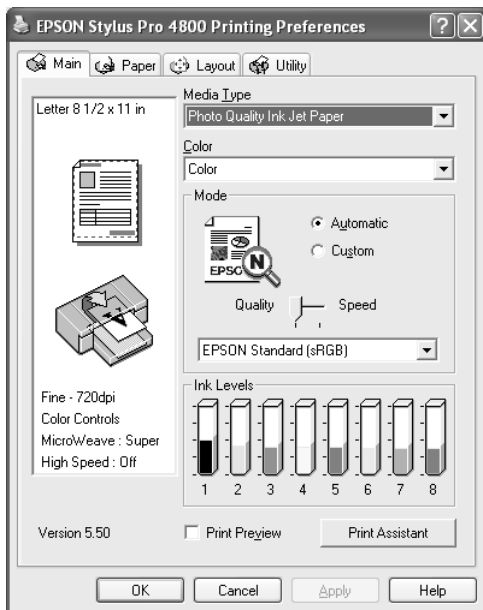 EPSON Stylus Pro 4800 Printing Preferences
Main Paper Layout Utility
Letter 8 1/2 x 11 in
Media Type
Photo Quality Ink Jet Paper
Color
Color
Mode
Automatic
Custom
EPSO
N
Quality Speed
EPSON Standard (sRGB)
Fine - 720dpi
Color Controls
MicroWeave : Super
High Speed : Off
Ink Levels
1 2 3 4 5 6 7 8
Version 5.50
Print Preview
Print Assistant
OK Cancel Apply Help